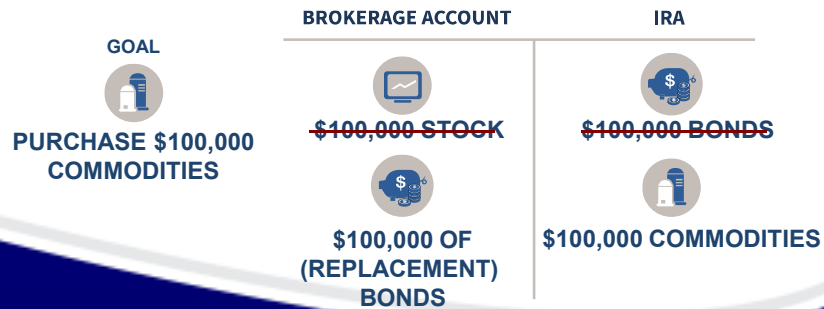 BROKERAGE ACCOUNT
IRA
GOAL
PURCHASE $100,000
COMMODITIES
$100,000 STOCK
$100,000 BONDS
$
$
$100,000 OF
(REPLACEMENT)
BONDS
$100,000 COMMODITIES